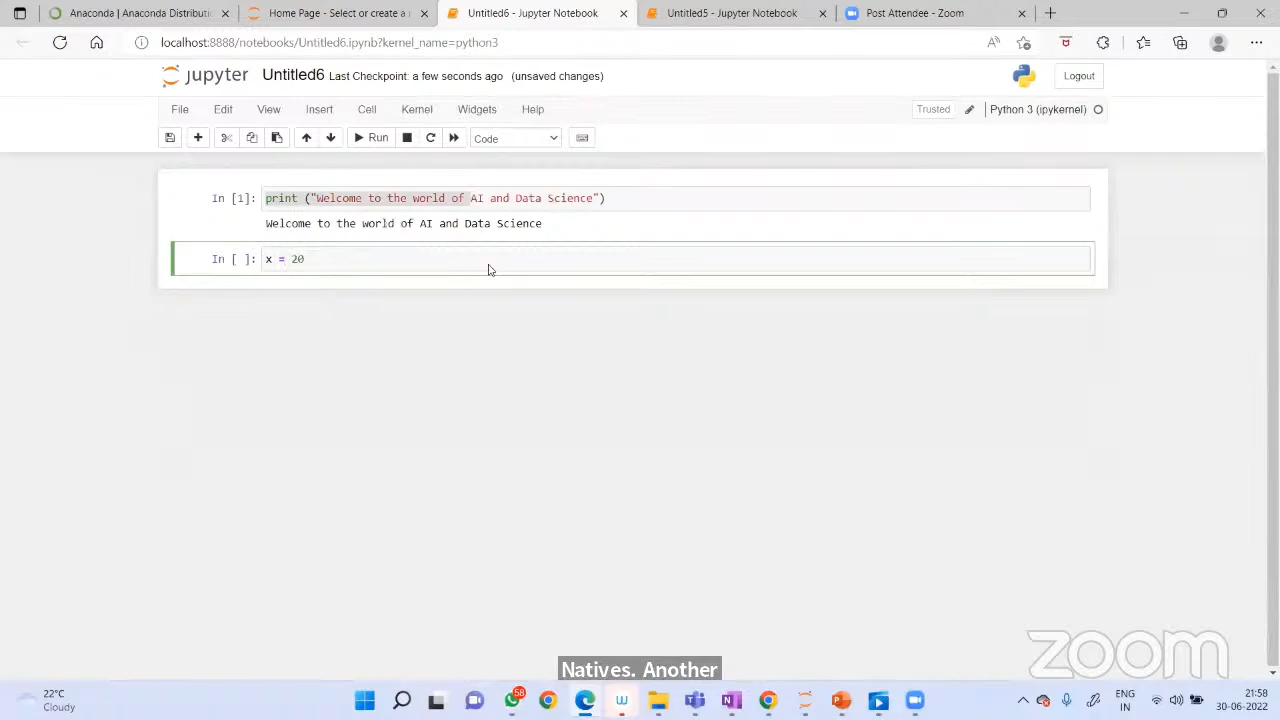 Anaconda | Anaconda Distributio
Home Page - Select or create a
Untitled6 - Jupyter Notebook
Untitled5 - Jupyter Notebook
Post Attendee - Zoom
localhost:8888/notebooks/Untitled6.ipynb?kernel_name=python3
jupyter Untitled6 Last Checkpoint: a few seconds ago (unsaved changes)
Logout
File Edit View Insert Cell Kernel Widgets Help
Trusted
Python 3 (ipykernel)
Run
Code
In [1]: print ("Welcome to the world of AI and Data Science")
Welcome to the world of AI and Data Science
In [ ]: x = 20
zoom
Natives. Another
22°C
Cloudy
58
ENG
IN
21:58
30-06-2022